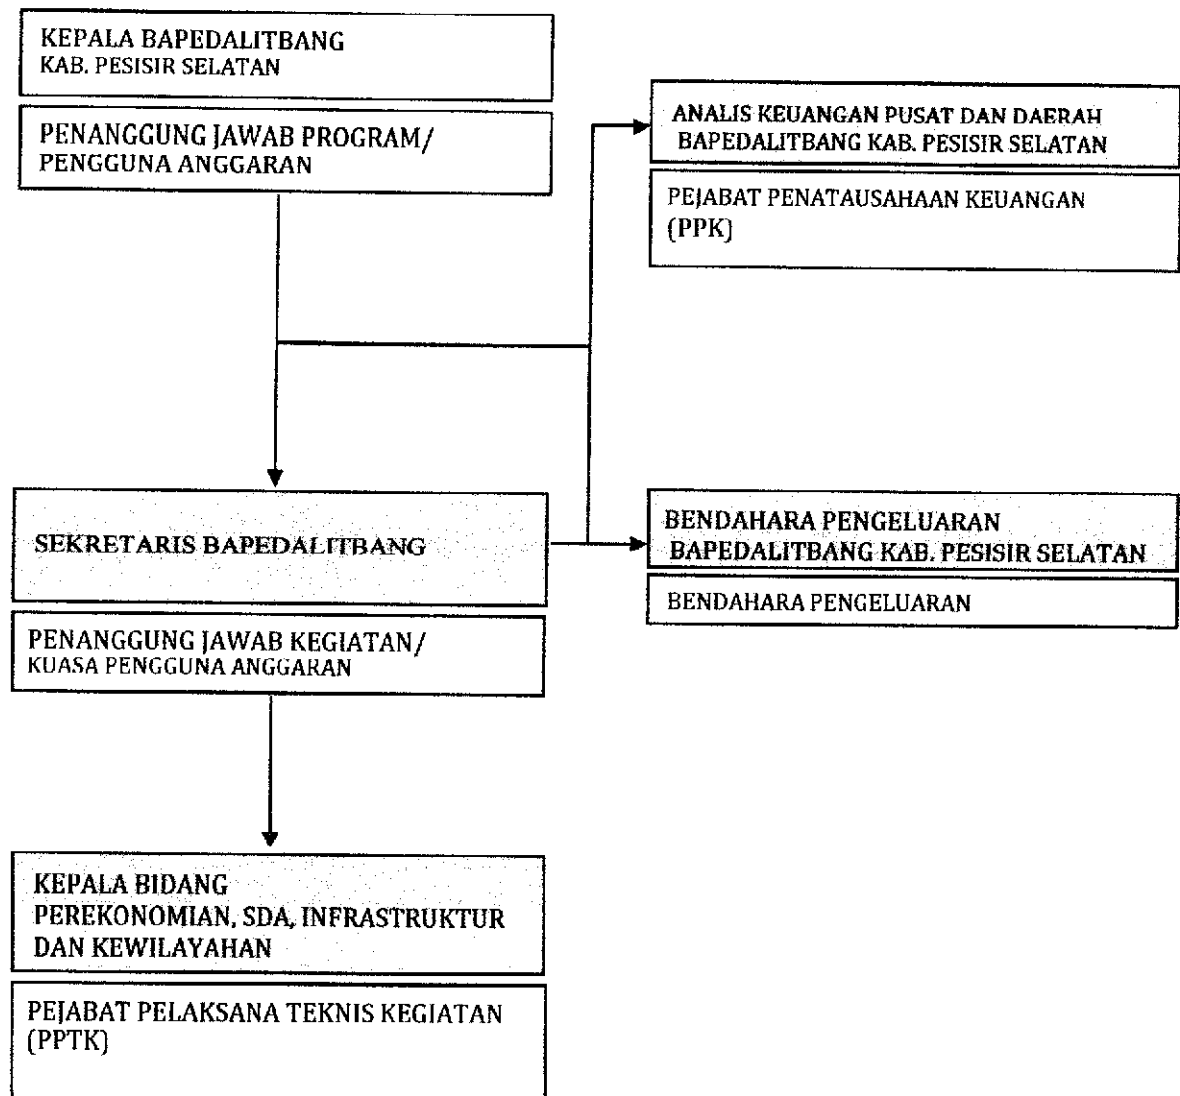 KEPALA BAPEDALITBANG
KAB. PESISIR SELATAN
PENANGGUNG JAWAB PROGRAM/
PENGGUNA ANGGARAN
ANALIS KEUANGAN PUSAT DAN DAERAH
BAPEDALITBANG KAB. PESISIR SELATAN
PEJABAT PENATAUSAHAAN KEUANGAN
(PPK)
SEKRETARIS BAPEDALITBANG
PENANGGUNG JAWAB KEGIATAN/
KUASA PENGGUNA ANGGARAN
BENDAHARA PENGELUARAN
BAPEDALITBANG KAB. PESISIR SELATAN
BENDAHARA PENGELUARAN
KEPALA BIDANG
PEREKONOMIAN, SDA, INFRASTRUKTUR
DAN KEWILAYAHAN
PEJABAT PELAKSANA TEKNIS KEGIATAN
(PPTK)